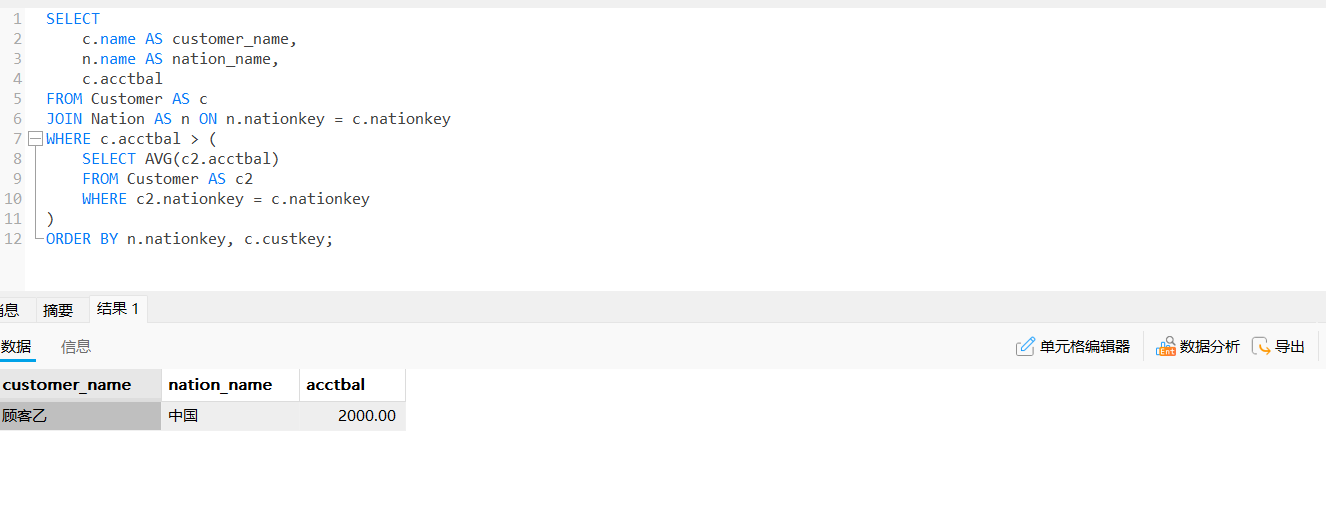 1 SELECT
2 c.name AS customer_name,
3 n.name AS nation_name,
4 c.acctbal
5 FROM Customer AS c
6 JOIN Nation AS n ON n.nationkey = c.nationkey
7 WHERE c.acctbal > (
8 SELECT AVG(c2.acctbal)
9 FROM Customer AS c2
10 WHERE c2.nationkey = c.nationkey
11 )
12 ORDER BY n.nationkey, c.custkey;
息 摘要 结果 1
数据 信息 单元格编辑器 数据分析 导出
customer_name nation_name acctbal
顾客乙 中国 2000.00